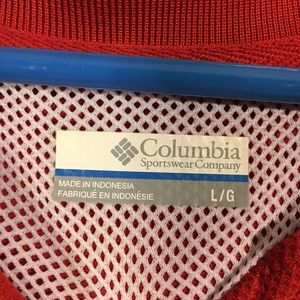 Columbia
Sportswear Company
MADE IN INDONESIA
FABRIQUÉ EN INDONÉSIE
L/G